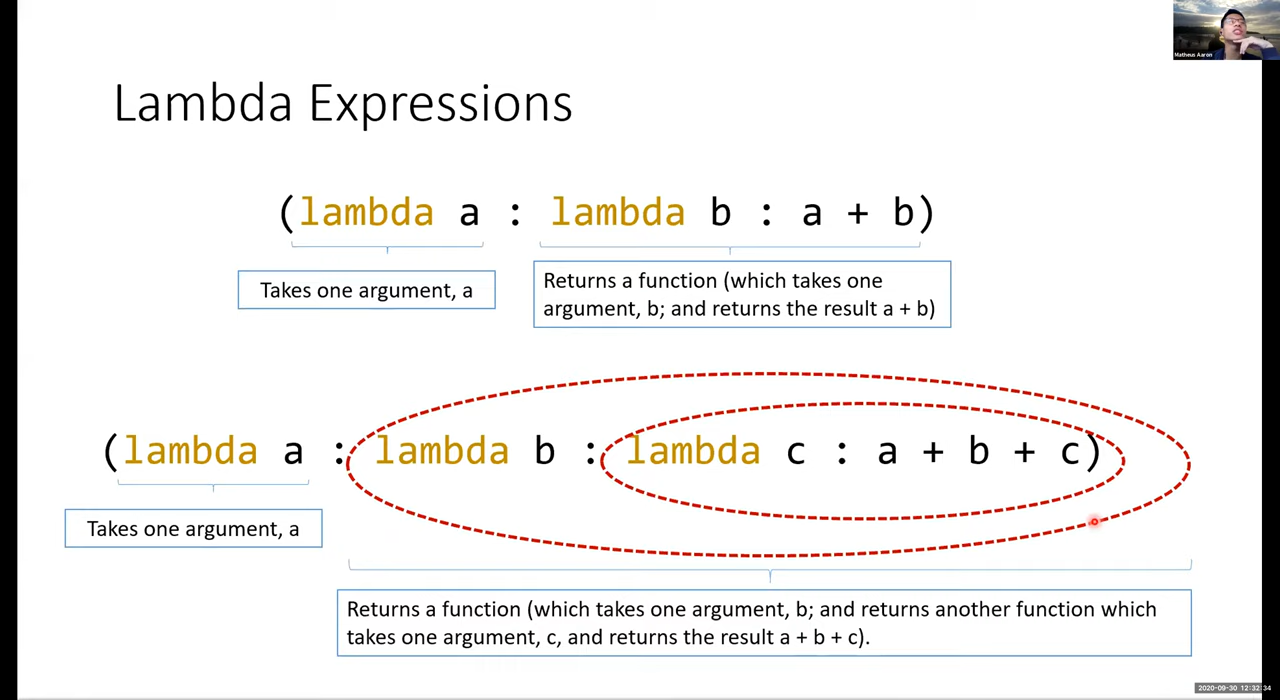 Matheus Aaron
Lambda Expressions
(lambda a : lambda b : a + b)
Takes one argument, a
Returns a function (which takes one
argument, b; and returns the result a + b)
(lambda a : lambda b : lambda c : a + b + c)
Takes one argument, a
Returns a function (which takes one argument, b; and returns another function which
takes one argument, c, and returns the result a + b + c).
2020-09-30 12:32:34